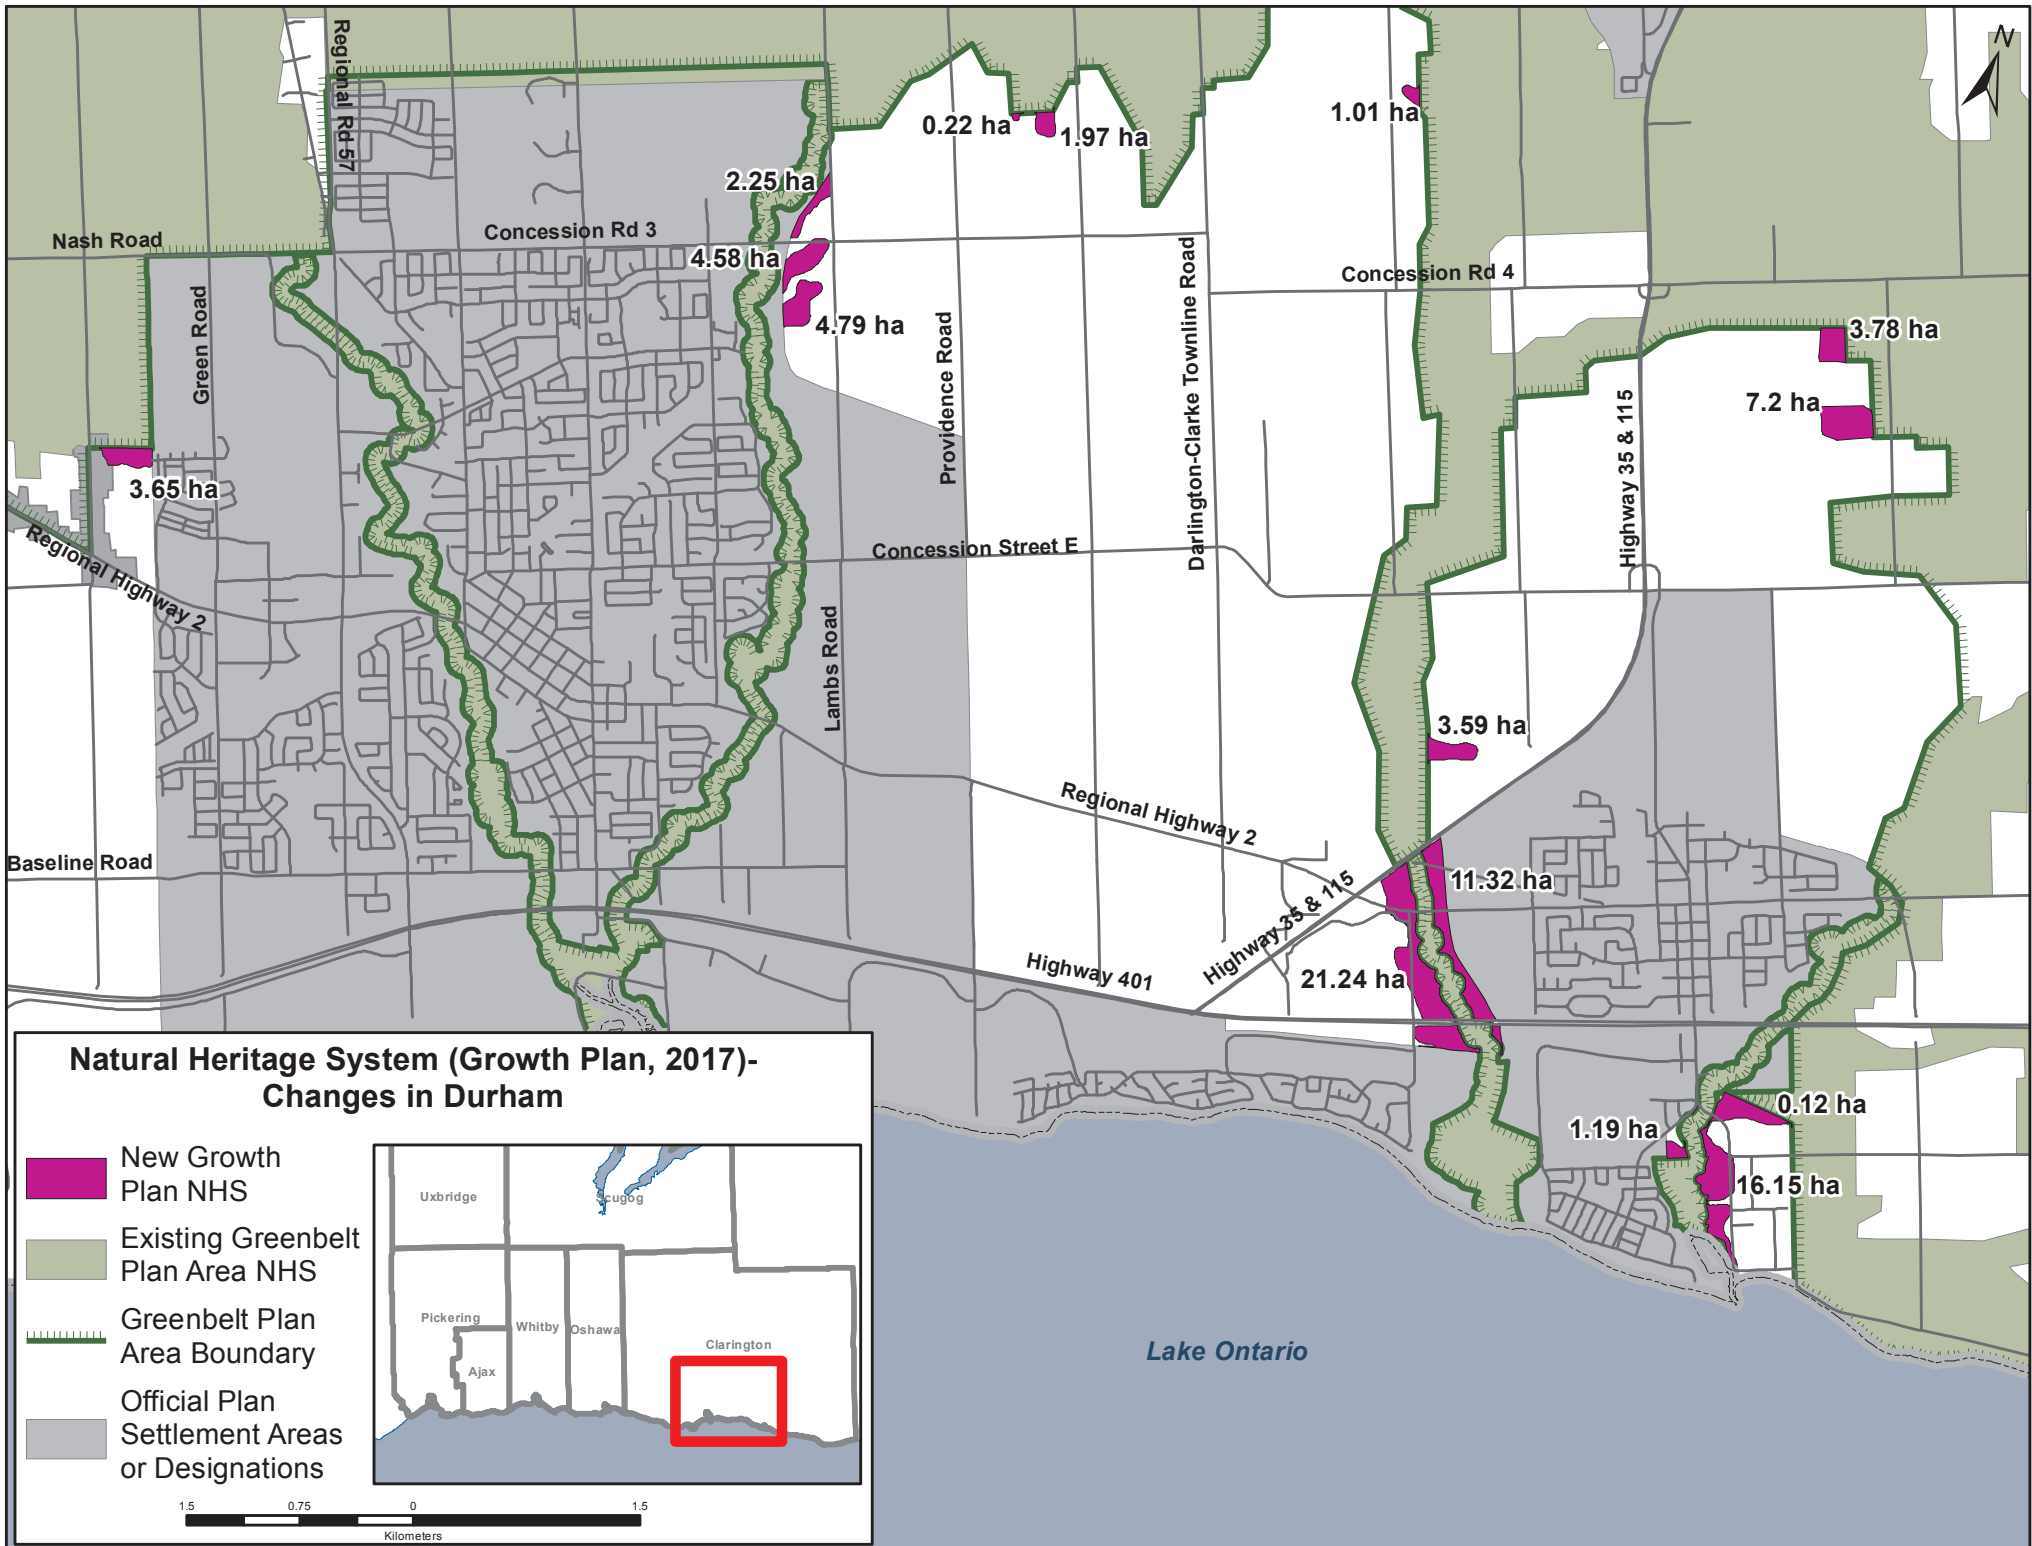 N
Regional Rd 57
1.01 ha
0.22 ha
1.97 ha
2.25 ha
Nash Road
Concession Rd 3
4.58 ha
Concession Rd 4
4.79 ha
3.78 ha
Green Road
Providence Road
Darlington-Clarke Townline Road
7.2 ha
Highway 35 & 115
3.65 ha
Regional Highway 2
Concession Street E
Lambs Road
3.59 ha
Regional Highway 2
Baseline Road
11.32 ha
Highway 35 & 115
Highway 401
21.24 ha
0.12 ha
1.19 ha
16.15 ha
Lake Ontario
Natural Heritage System (Growth Plan, 2017)-
Changes in Durham
New Growth
Plan NHS
Existing Greenbelt
Plan Area NHS
Greenbelt Plan
Area Boundary
Official Plan
Settlement Areas
or Designations
Uxbridge
Scugog
Pickering
Whitby
Oshawa
Clarington
Ajax
1.5 0.75 0 1.5
Kilometers